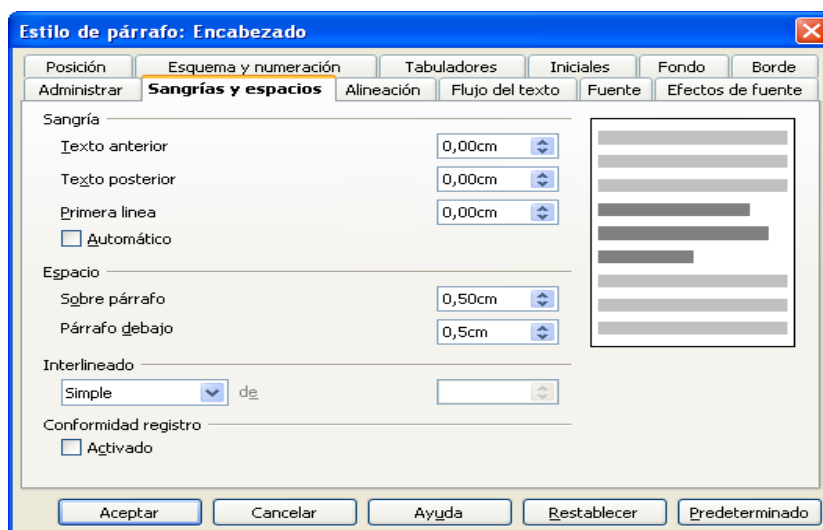 Estilo de párrafo: Encabezado
Posición Esquema y numeración Tabuladores Iniciales Fondo Borde
Administrar Sangrías y espacios Alineación Flujo del texto Fuente Efectos de fuente
Sangría
Texto anterior 0,00cm
Texto posterior 0,00cm
Primera linea 0,00cm
Automático
Espacio
Sobre párrafo 0,50cm
Párrafo debajo 0,5cm
Interlineado
Simple de
Conformidad registro
Activado
Aceptar Cancelar Ayuda Restablecer Predeterminado